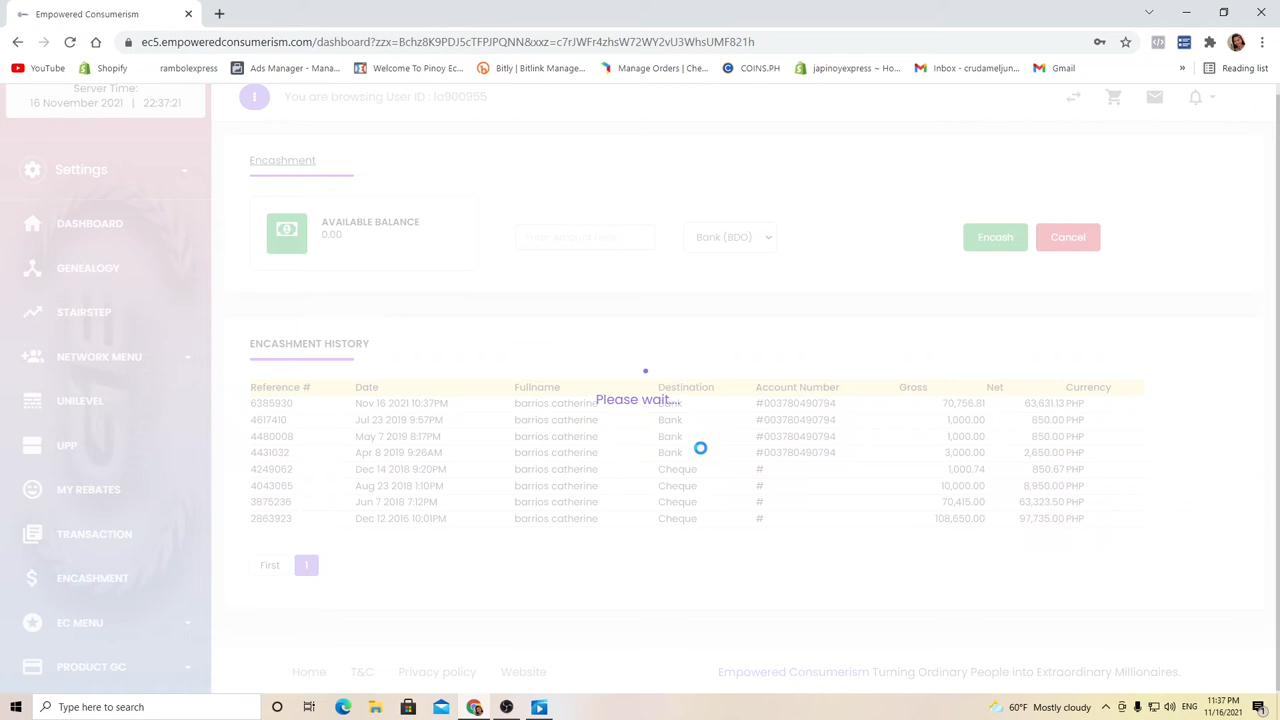 Empowered Consumerism
ec5.empoweredconsumerism.com/dashboard?zzx=Bchz8K9PDJ5cTFPJPQNN&xyz=c7rJWFr4zhsW72WY2vU3WhsUMF821h
YouTube
Shopify
rambolexpress
Ads Manager - Mana...
Welcome To Pinoy Ec...
Bitly | Bitlink Manage...
Manage Orders | Che...
COINS.PH
japinoyexpress ~ Ho...
Inbox - crudameljun...
Gmail
»
Reading list
Server Time:
16 November 2021 | 22:37:21
You are browsing User ID : la900955
Settings
DASHBOARD
GENEALOGY
STAIRSTEP
NETWORK MENU
UNILEVEL
UPP
MY REBATES
TRANSACTION
ENCASHMENT
EC MENU
PRODUCT GC
Encashment
AVAILABLE BALANCE
0.00
Enter Amount here
Bank (BDO)
Encash
Cancel
ENCASHMENT HISTORY
Reference # Date Fullname Destination Account Number Gross Net Currency
6385930 Nov 16 2021 10:37PM barrios catherine Bank #003780490794 70,756.81 63,631.13 PHP
4617410 Jul 23 2019 9:57PM barrios catherine Bank #003780490794 1,000.00 850.00 PHP
4480008 May 7 2019 8:17PM barrios catherine Bank #003780490794 1,000.00 850.00 PHP
4431032 Apr 8 2019 9:26AM barrios catherine Bank #003780490794 3,000.00 2,650.00 PHP
4249062 Dec 14 2018 9:20PM barrios catherine Cheque # 1,000.74 850.67 PHP
4043065 Aug 23 2018 1:10PM barrios catherine Cheque # 10,000.00 8,950.00 PHP
3875236 Jun 7 2018 7:12PM barrios catherine Cheque # 70,415.00 63,323.50 PHP
2863923 Dec 12 2016 10:01PM barrios catherine Cheque # 108,650.00 97,735.00 PHP
Please wait...
First 1
Home T&C Privacy policy Website
Empowered Consumerism Turning Ordinary People into Extraordinary Millionaires.
Type here to search
60°F Mostly cloudy
11:37 PM
11/16/2021